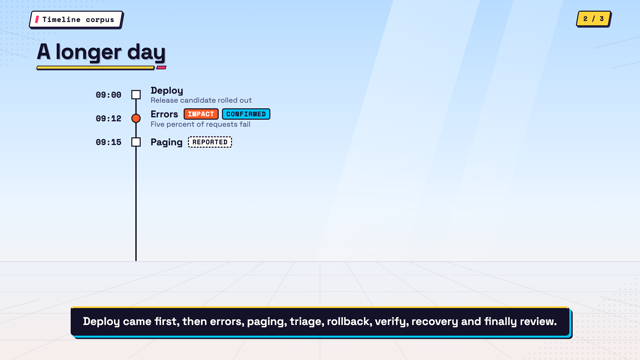 Timeline corpus
2 / 3
A longer day
09:00 Deploy
Release candidate rolled out
09:12 Errors IMPACT CONFIRMED
Five percent of requests fail
09:15 Paging REPORTED
Deploy came first, then errors, paging, triage, rollback, verify, recovery and finally review.